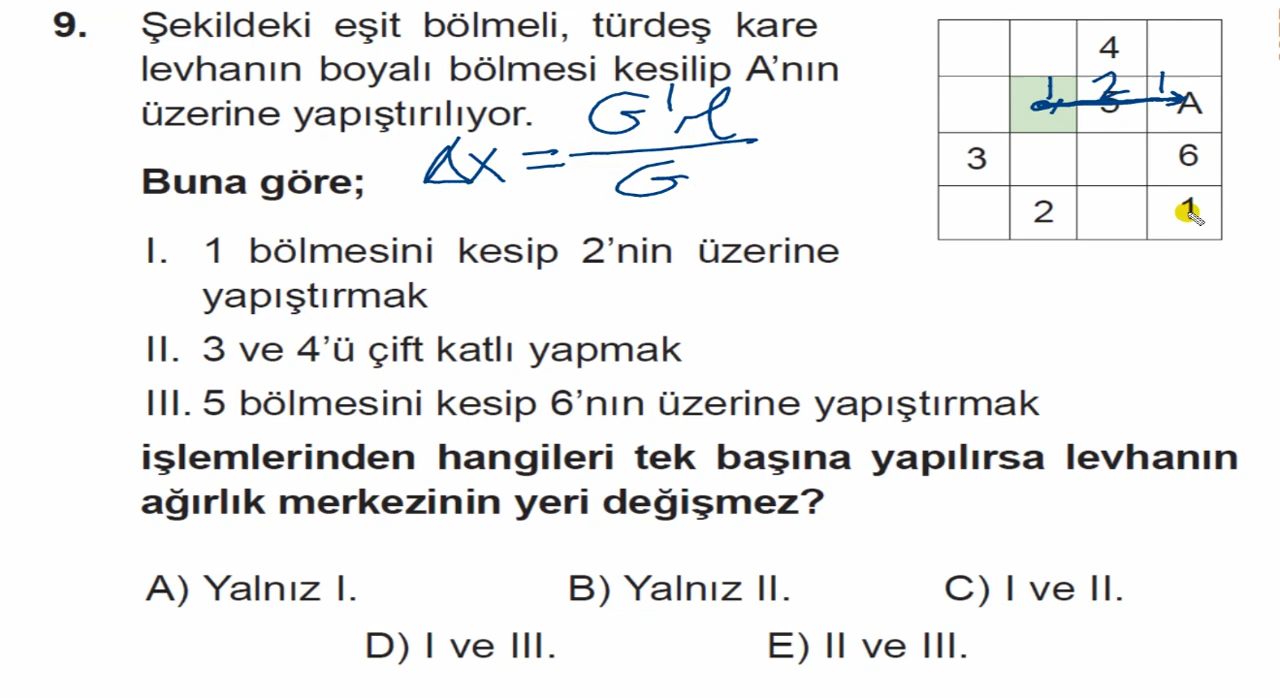 9. Şekildeki eşit bölmeli, türdeş kare
levhanın boyalı bölmesi kesilip A’nın
üzerine yapıştırılıyor.
Δx = G'
G
Buna göre;
I. 1 bölmesini kesip 2’nin üzerine
yapıştırmak
II. 3 ve 4’ü çift katlı yapmak
III. 5 bölmesini kesip 6’nın üzerine yapıştırmak
işlemlerinden hangileri tek başına yapılırsa levhanın
ağırlık merkezinin yeri değişmez?
A) Yalnız I.
B) Yalnız II.
C) I ve II.
D) I ve III.
E) II ve III.
4
1 2 1
A
3 6
2 1